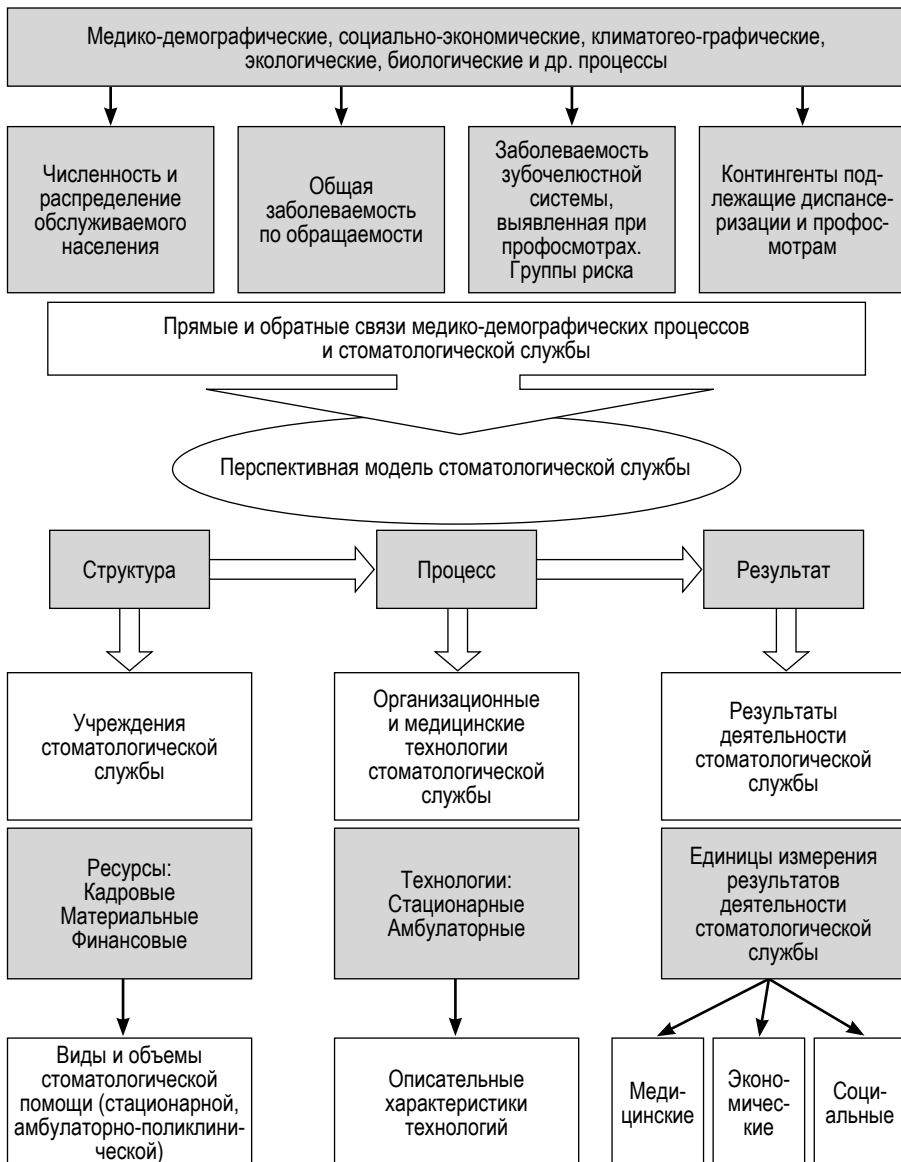 Медико-демографические, социально-экономические, климатогео-графические,
экологические, биологические и др. процессы
Численность и
распределение
обслуживаемого
населения
Общая
заболеваемость
по обращаемости
Заболеваемость
зубочелюстной
системы,
выявленная при
профосмотрах.
Группы риска
Контингенты под-
лежащие диспансе-
ризации и профос-
мотрам
Прямые и обратные связи медико-демографических процессов
и стоматологической службы
Перспективная модель стоматологической службы
Структура
Процесс
Результат
Учреждения
стоматологической
службы
Организационные
и медицинские
технологии
стоматологической
службы
Результаты
деятельности
стоматологической
службы
Ресурсы:
Кадровые
Материальные
Финансовые
Технологии:
Стационарные
Амбулаторные
Единицы измерения
результатов
деятельности
стоматологической
службы
Виды и объемы
стоматологической
помощи (стационарной,
амбулаторно-поликлини-
ческой)
Описательные
характеристики
технологий
Меди-
цинские
Эконо-
мичес-
кие
Соци-
альные